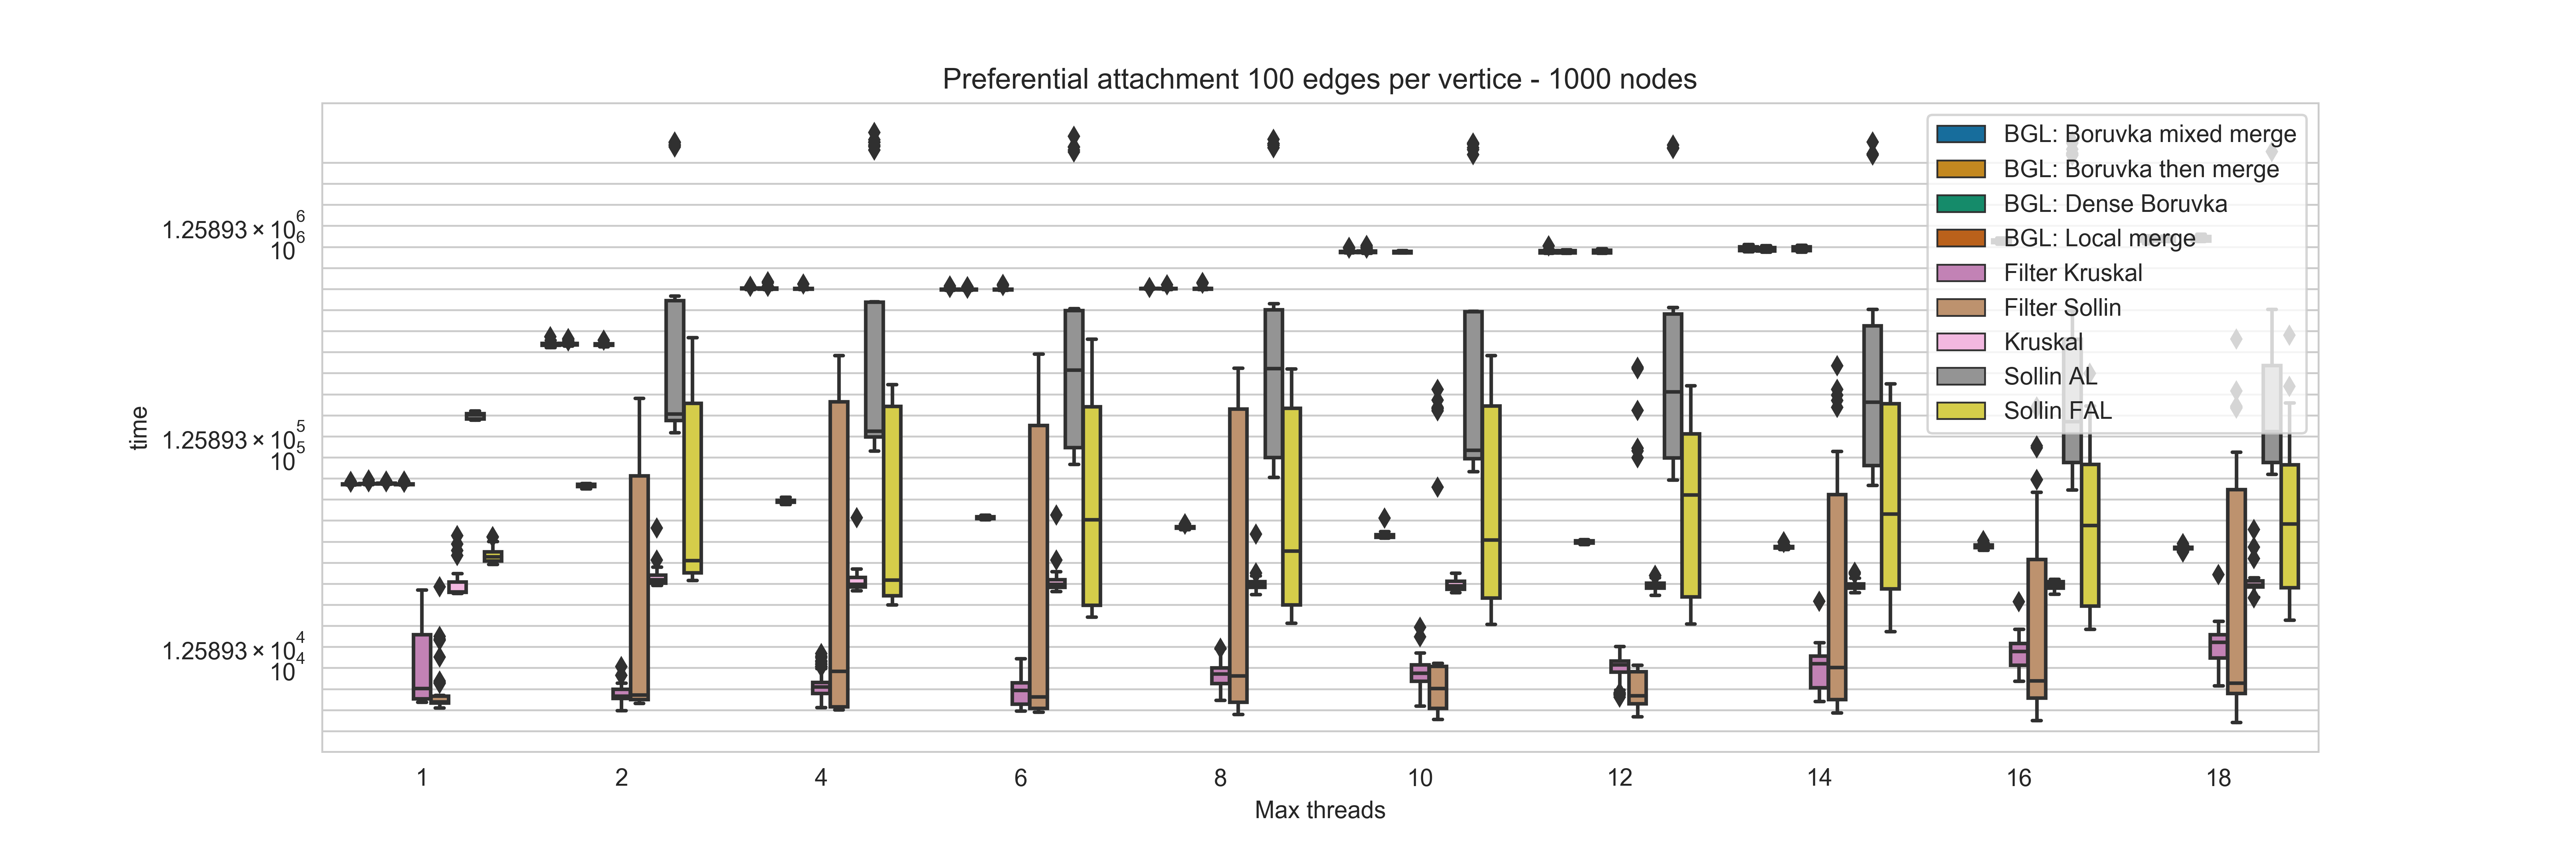 Preferential attachment 100 edges per vertice - 1000 nodes
time
1.25893 × 10^6
10^6
1.25893 × 10^5
10^5
1.25893 × 10^4
10^4
BGL: Boruvka mixed merge
BGL: Boruvka then merge
BGL: Dense Boruvka
BGL: Local merge
Filter Kruskal
Filter Sollin
Kruskal
Sollin AL
Sollin FAL
1 2 4 6 8 10 12 14 16 18
Max threads